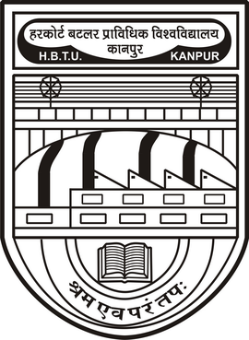 हरकोर्ट बटलर प्राविधिक विश्वविद्यालय
कानपुर
H.B.T.U. KANPUR
श्रम एव परं तपः